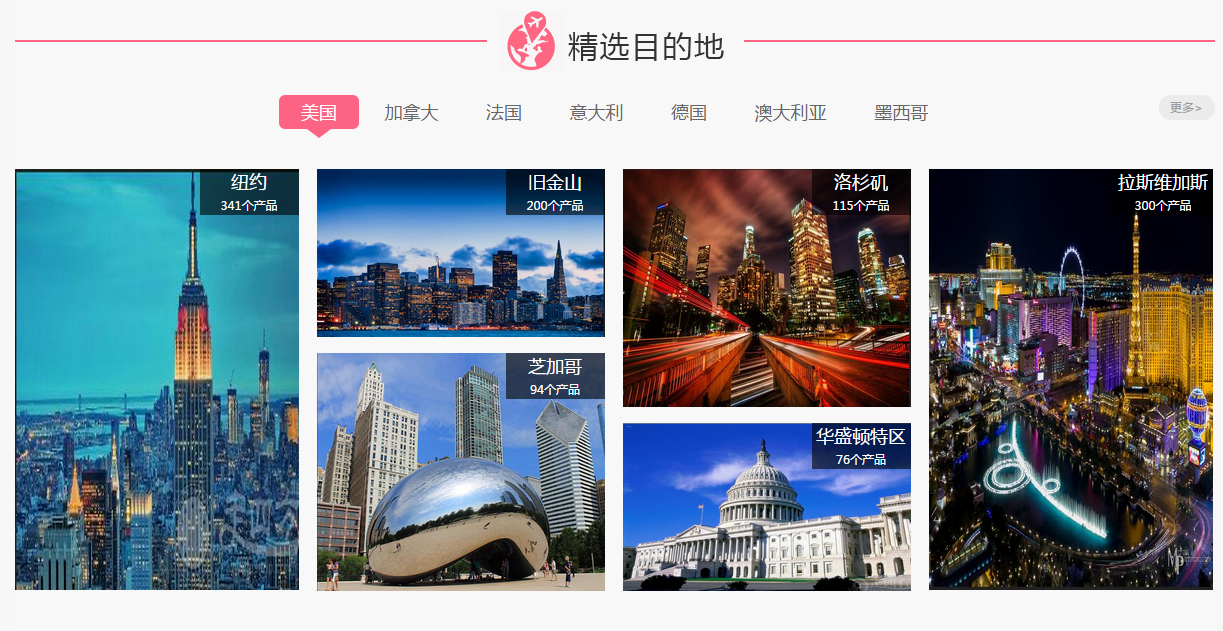 精选目的地
美国
加拿大
法国
意大利
德国
澳大利亚
墨西哥
更多>
纽约
341个产品
旧金山
200个产品
洛杉矶
115个产品
拉斯维加斯
300个产品
芝加哥
94个产品
华盛顿特区
76个产品